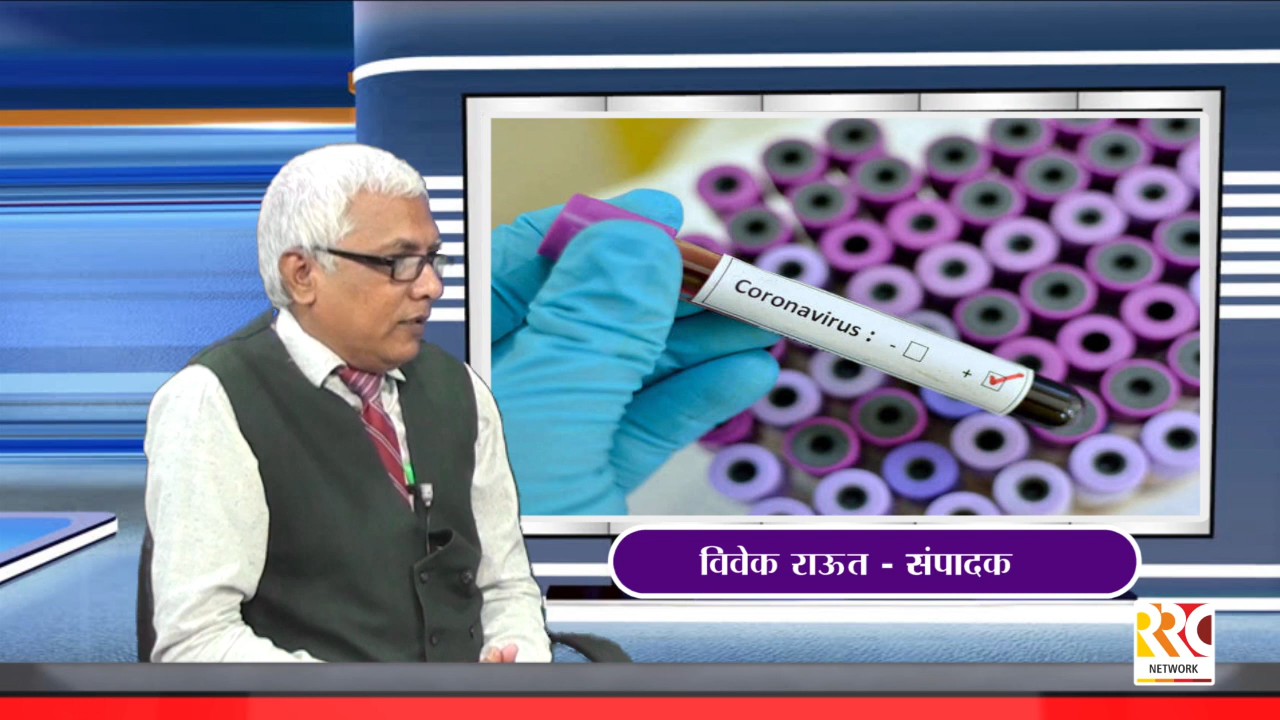 Coronavirus : -
+
विवेक राऊत - संपादक
RRC
NETWORK